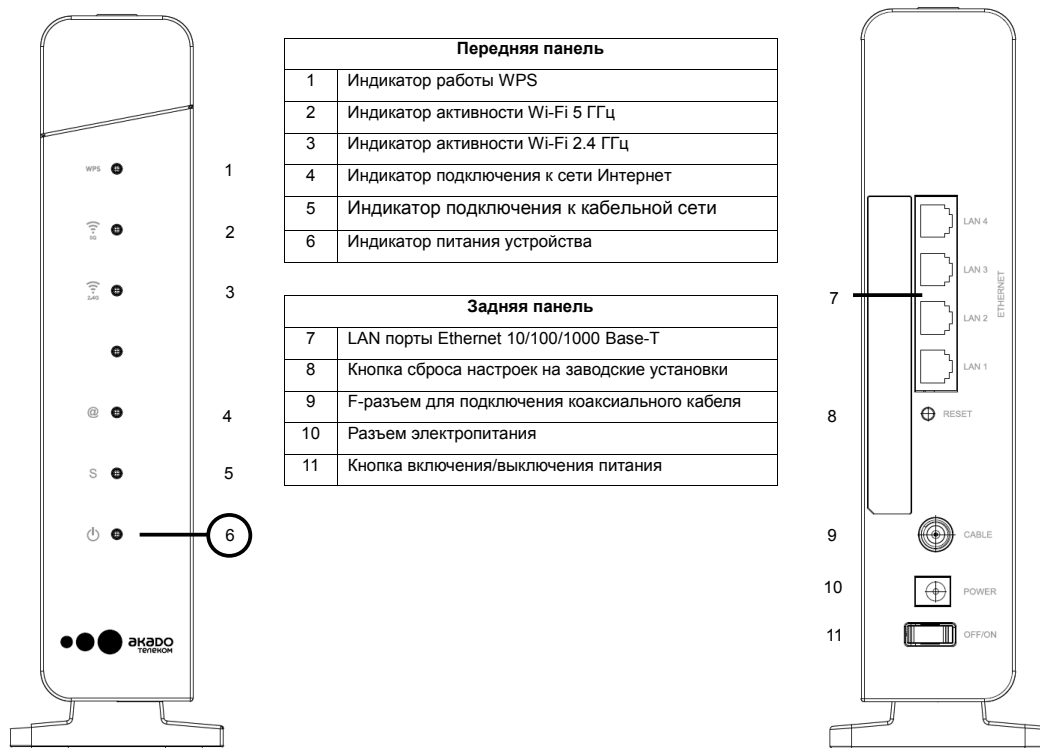 WPS
1
5G
2
2.4G
3
@
4
S
5
6
акадо
телеком
Передняя панель
1 Индикатор работы WPS
2 Индикатор активности Wi-Fi 5 ГГц
3 Индикатор активности Wi-Fi 2.4 ГГц
4 Индикатор подключения к сети Интернет
5 Индикатор подключения к кабельной сети
6 Индикатор питания устройства
Задняя панель
7 LAN порты Ethernet 10/100/1000 Base-T
8 Кнопка сброса настроек на заводские установки
9 F-разъем для подключения коаксиального кабеля
10 Разъем электропитания
11 Кнопка включения/выключения питания
LAN 4
LAN 3
7
ETHERNET
LAN 2
LAN 1
8 RESET
9 CABLE
10 POWER
11 OFF/ON